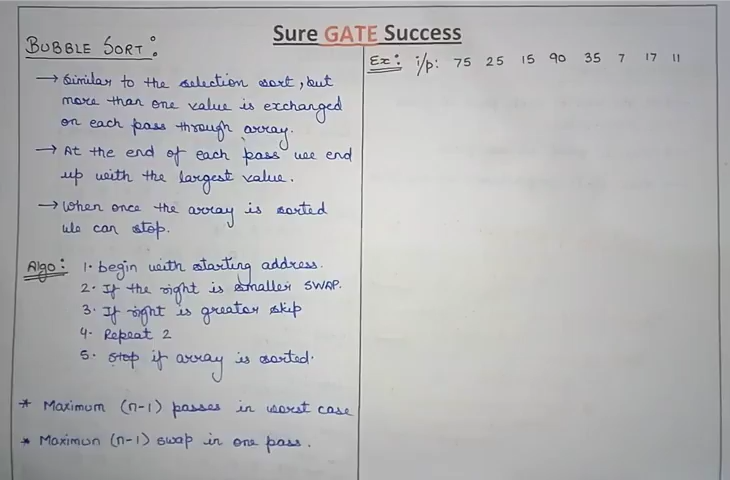 Sure GATE Success
BUBBLE SORT:
→ Similar to the selection sort, but
more than one value is exchanged
on each pass through array.
→ At the end of each pass we end
up with the largest value.
→ When once the array is sorted
we can stop.
Algo: 1. begin with starting address.
2. If the right is smaller SWAP.
3. If right is greater skip
4. Repeat 2
5. Stop if array is sorted.
* Maximum (n-1) passes in worst case
* Maximum (n-1) swap in one pass.
Ex: i/p: 75 25 15 90 35 7 17 11